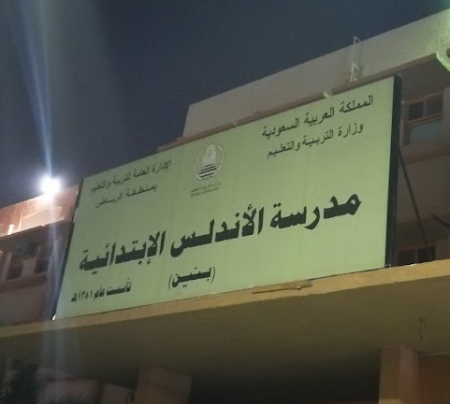 المملكة العربية السعودية
وزارة التربية والتعليم
الإدارة العامة للتربية والتعليم
بمنطقة الرياض
مدرسة الأندلس الإبتدائية
(بنين)
تأسست عام ١٣٨١هـ